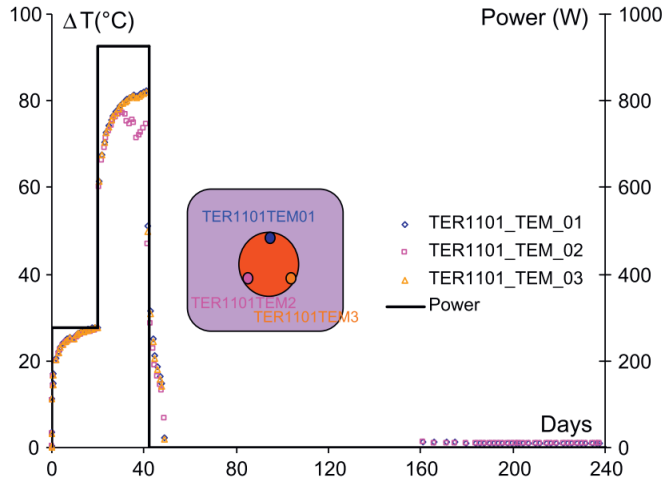 ΔT(°C)
Power (W)
100
80
60
40
20
0
1000
800
600
400
200
0
TER1101TEM01
TER1101TEM2
TER1101TEM3
TER1101_TEM_01
TER1101_TEM_02
TER1101_TEM_03
Power
Days
0 40 80 120 160 200 240